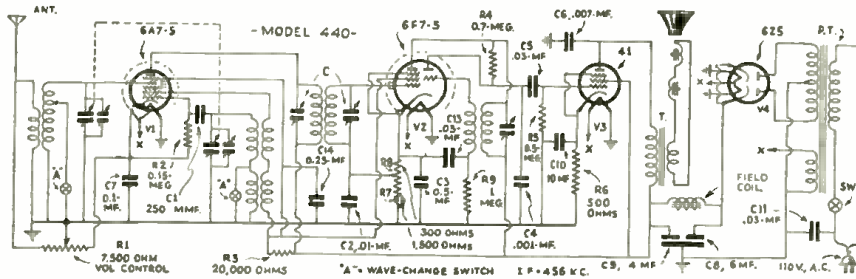 ANT.
6A7-S
-MODEL 440-
6F7-S
R4
0.7-MEG.
C6,.007-MF.
C5
.03-MF
41
6Z5
P.T.
C
X
V1
R2
0.15-
MEG
C7
0.1-
MF.
C1
250 MMF.
"A"
"A"
C14
0.25-MF.
V2
X
C13
.03-
MF
R8
R7
C3
0.5-
MF
R9
1
MEG
R5
0.5-
MEG.
C10
10 MF
V3
X
R6
500
OHMS
T.
X
V4
X
FIELD
COIL
SW.
C11
.03-MF
R1
7,500 OHM
VOL CONTROL
R3
20,000 OHMS
C2,.01-MF.
300 OHMS
1,500 OHMS
C4
.001-MF.
C9, 4 MF
C8, 6 MF.
110V., A.C.
"A"- WAVE-CHANGE SWITCH
I F = 456 KC.